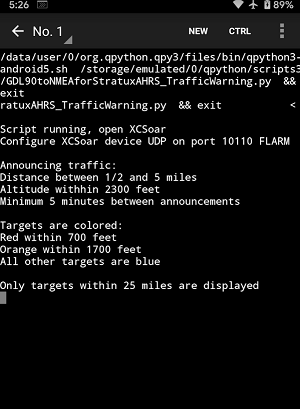 5:26
89%
No. 1
NEW
CTRL
/data/user/0/org.qpython.qpy3/files/bin/qpython3-
android5.sh  /storage/emulated/0/qpython/scripts3
/GDL90toNMEAforStratuxAHRS_TrafficWarning.py  &&
exit
ratuxAHRS_TrafficWarning.py  && exit          <
Script running, open XCSoar
Configure XCSoar device UDP on port 10110 FLARM
Announcing traffic:
Distance between 1/2 and 5 miles
Altitude withhin 2300 feet
Minimum 5 minutes between announcements
Targets are colored:
Red within 700 feet
Orange within 1700 feet
All other targets are blue
Only targets within 25 miles are displayed